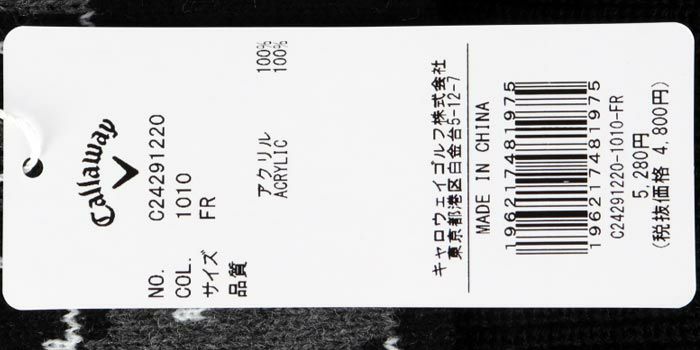 Callaway
NO. C24291220
COL. 1010
サイズ FR
品質
アクリル 100%
ACRYLIC 100%
キャロウェイゴルフ株式会社
東京都港区白金台5-12-7
MADE IN CHINA
196217481975
196217481975
C24291220-1010-FR
5,280円
(税抜価格 4,800円)